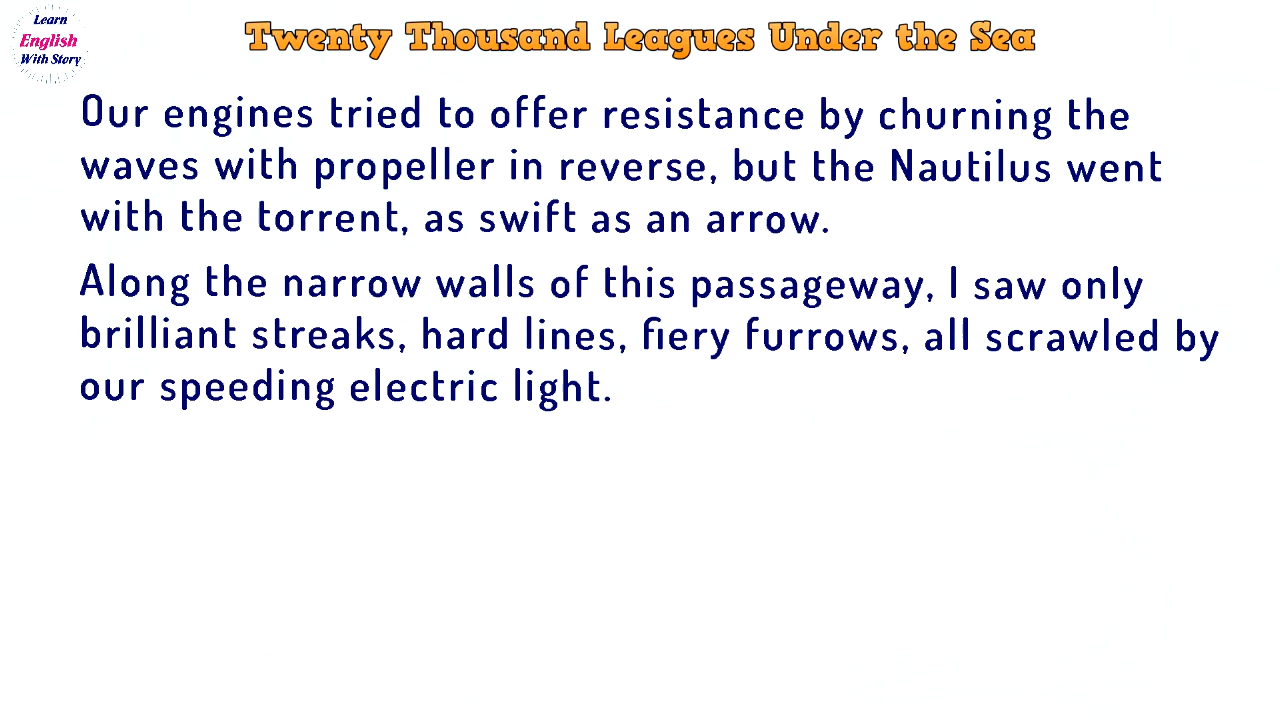 Learn
English
With Story
Twenty Thousand Leagues Under the Sea
Our engines tried to offer resistance by churning the
waves with propeller in reverse, but the Nautilus went
with the torrent, as swift as an arrow.
Along the narrow walls of this passageway, I saw only
brilliant streaks, hard lines, fiery furrows, all scrawled by
our speeding electric light.